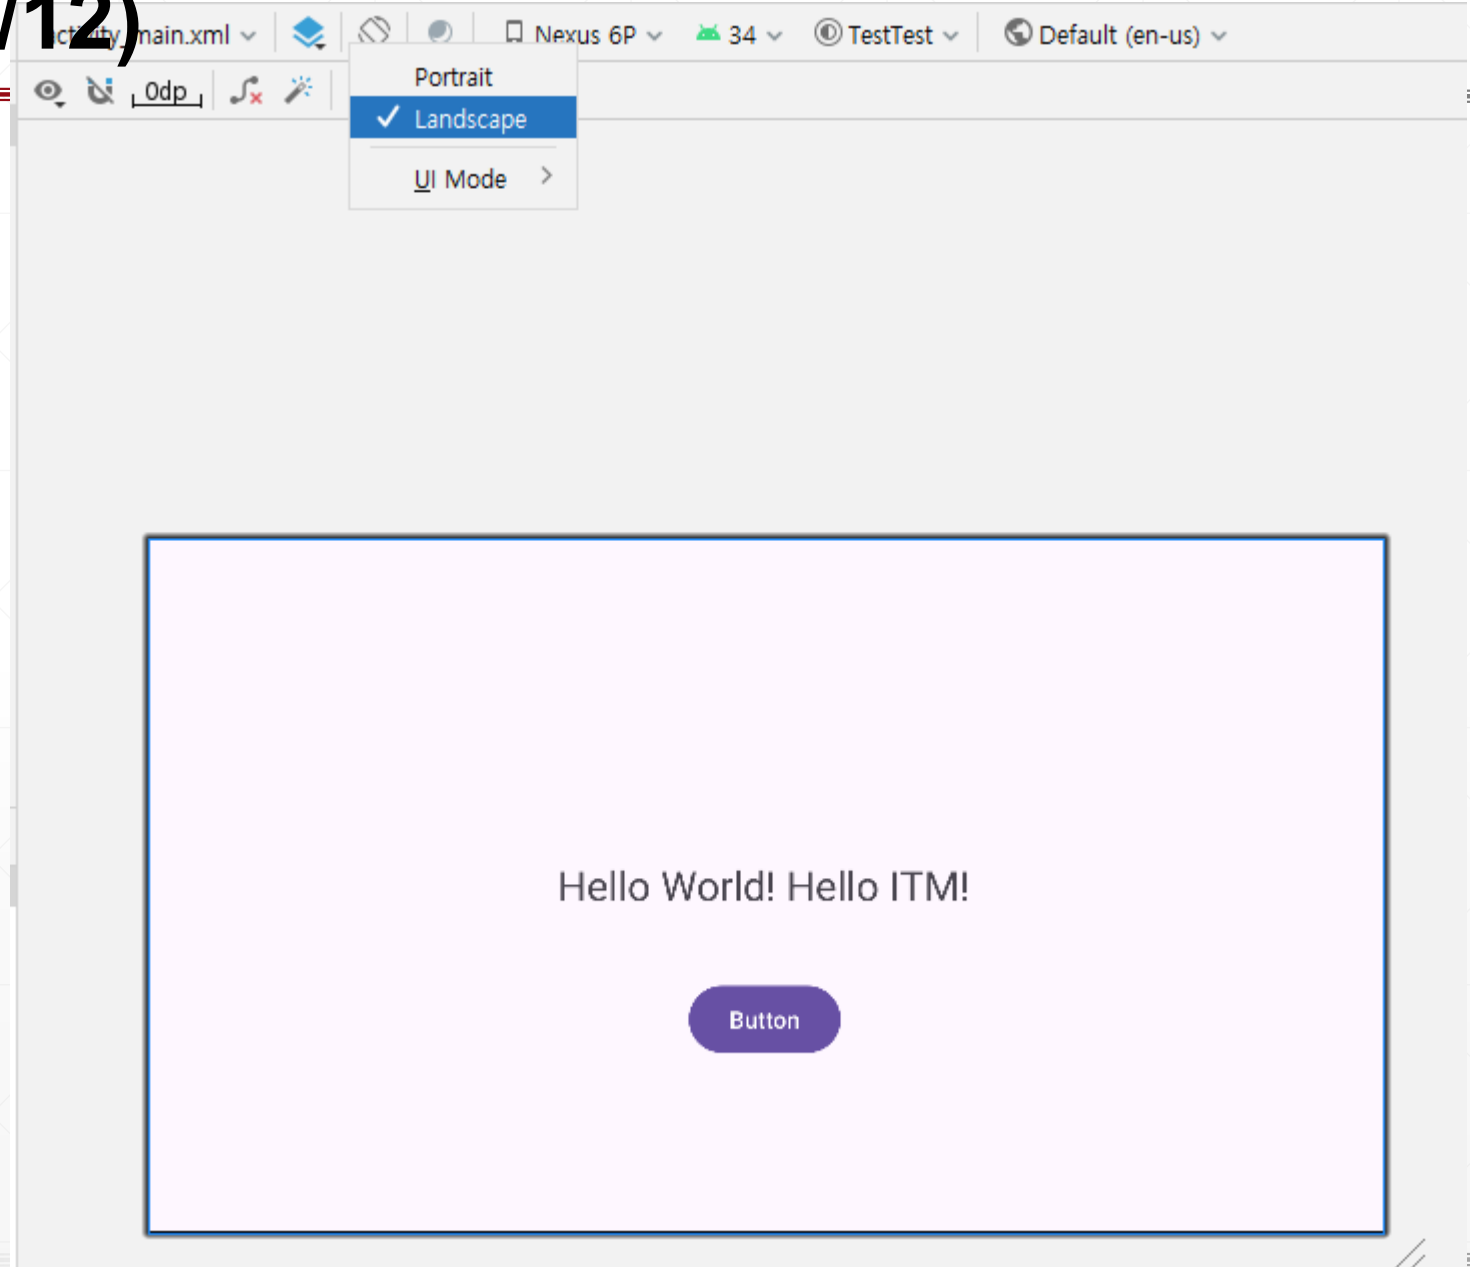 /12)
activity_main.xml Nexus 6P 34 TestTest Default (en-us)
0dp
Portrait
Landscape
UI Mode
Hello World! Hello ITM!
Button